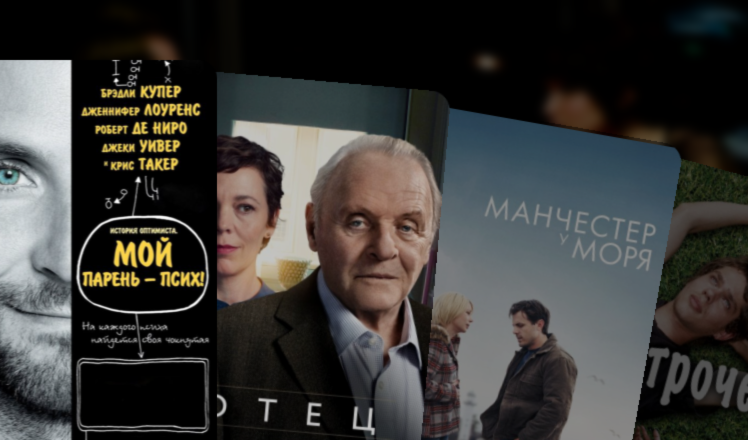 БРЭДЛИ КУПЕР
ДЖЕННИФЕР ЛОУРЕНС
РОБЕРТ ДЕ НИРО
ДЖЕКИ УИВЕР
И КРИС ТАКЕР
ИСТОРИЯ ОПТИМИСТА.
МОЙ
ПАРЕНЬ – ПСИХ!
На каждого психа
найдется своя чокнутая
ОТЕЦ
МАНЧЕСТЕР
У
МОРЯ